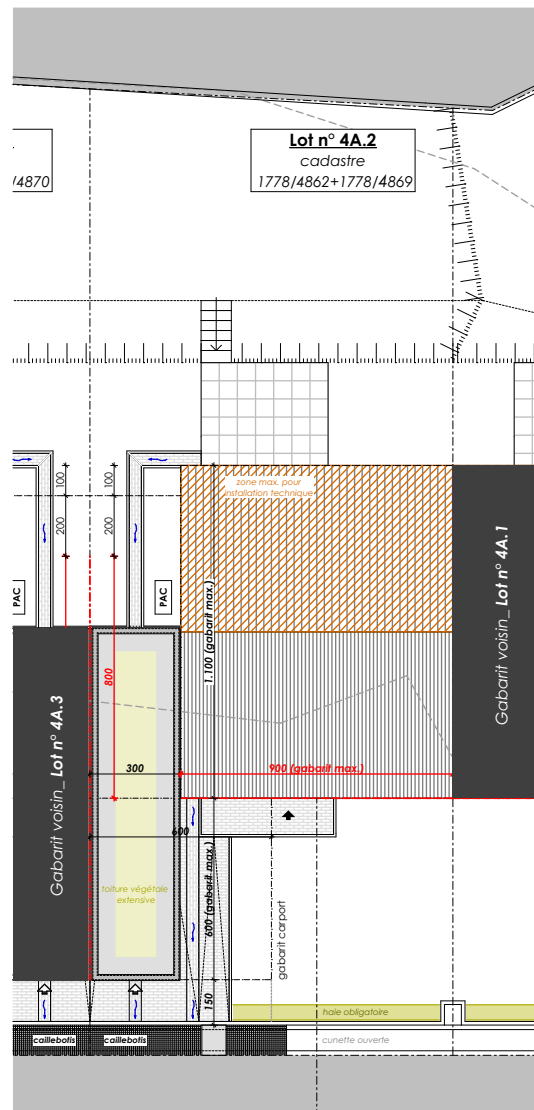 Lot n° 4A.2
cadastre
1778/4862+1778/4869
/4870
zone max. pour
installation technique
100
100
200
200
PAC
PAC
1.100 (gabarit max.)
Gabarit voisin_ Lot n° 4A.1
Gabarit voisin_ Lot n° 4A.3
800
300
900 (gabarit max.)
600
600 (gabarit max.)
toiture végétale
extensive
gabarit carport
150
haie obligatoire
caillebotis
caillebotis
cunette ouverte